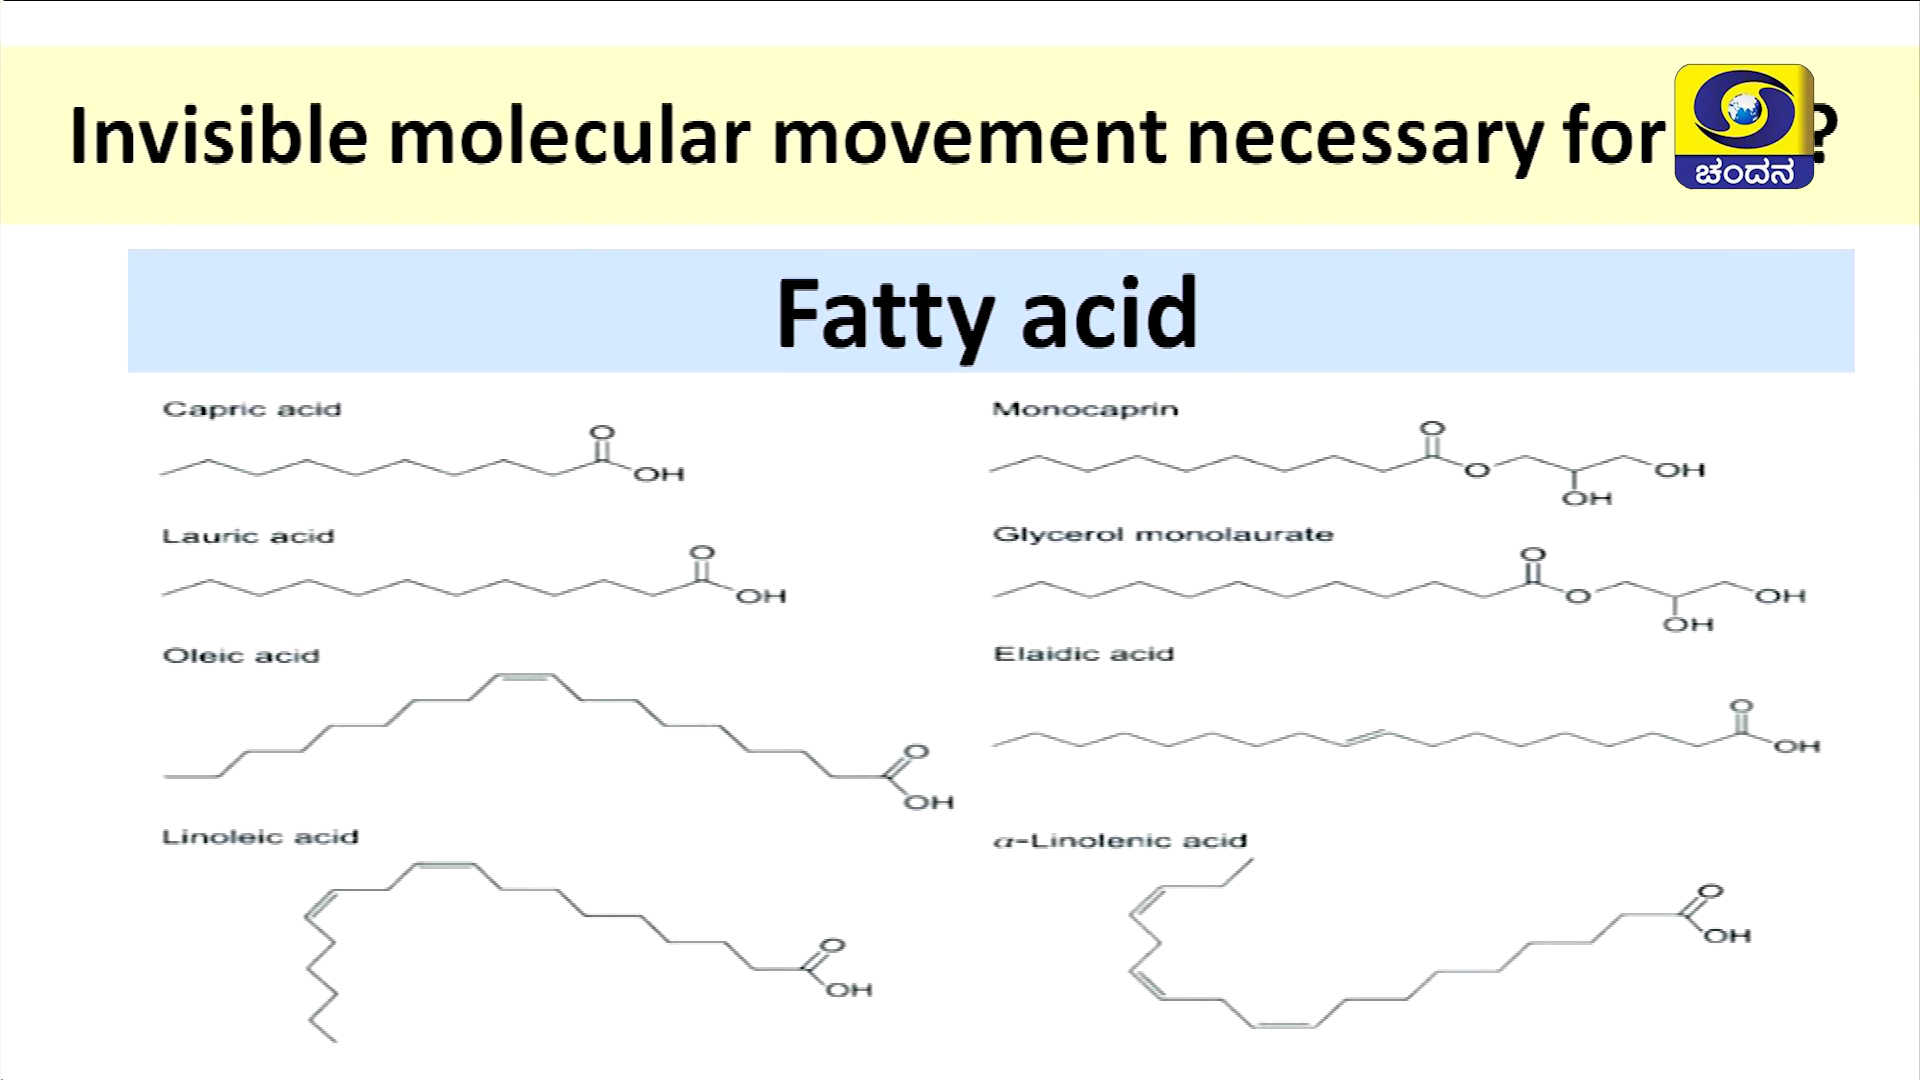 Invisible molecular movement necessary for ?
ಚಂದನ
Fatty acid
Capric acid
O
OH
Monocaprin
O
O
OH
OH
Lauric acid
O
OH
Glycerol monolaurate
O
O
OH
OH
Oleic acid
O
OH
Elaidic acid
O
OH
Linoleic acid
O
OH
α-Linolenic acid
O
OH